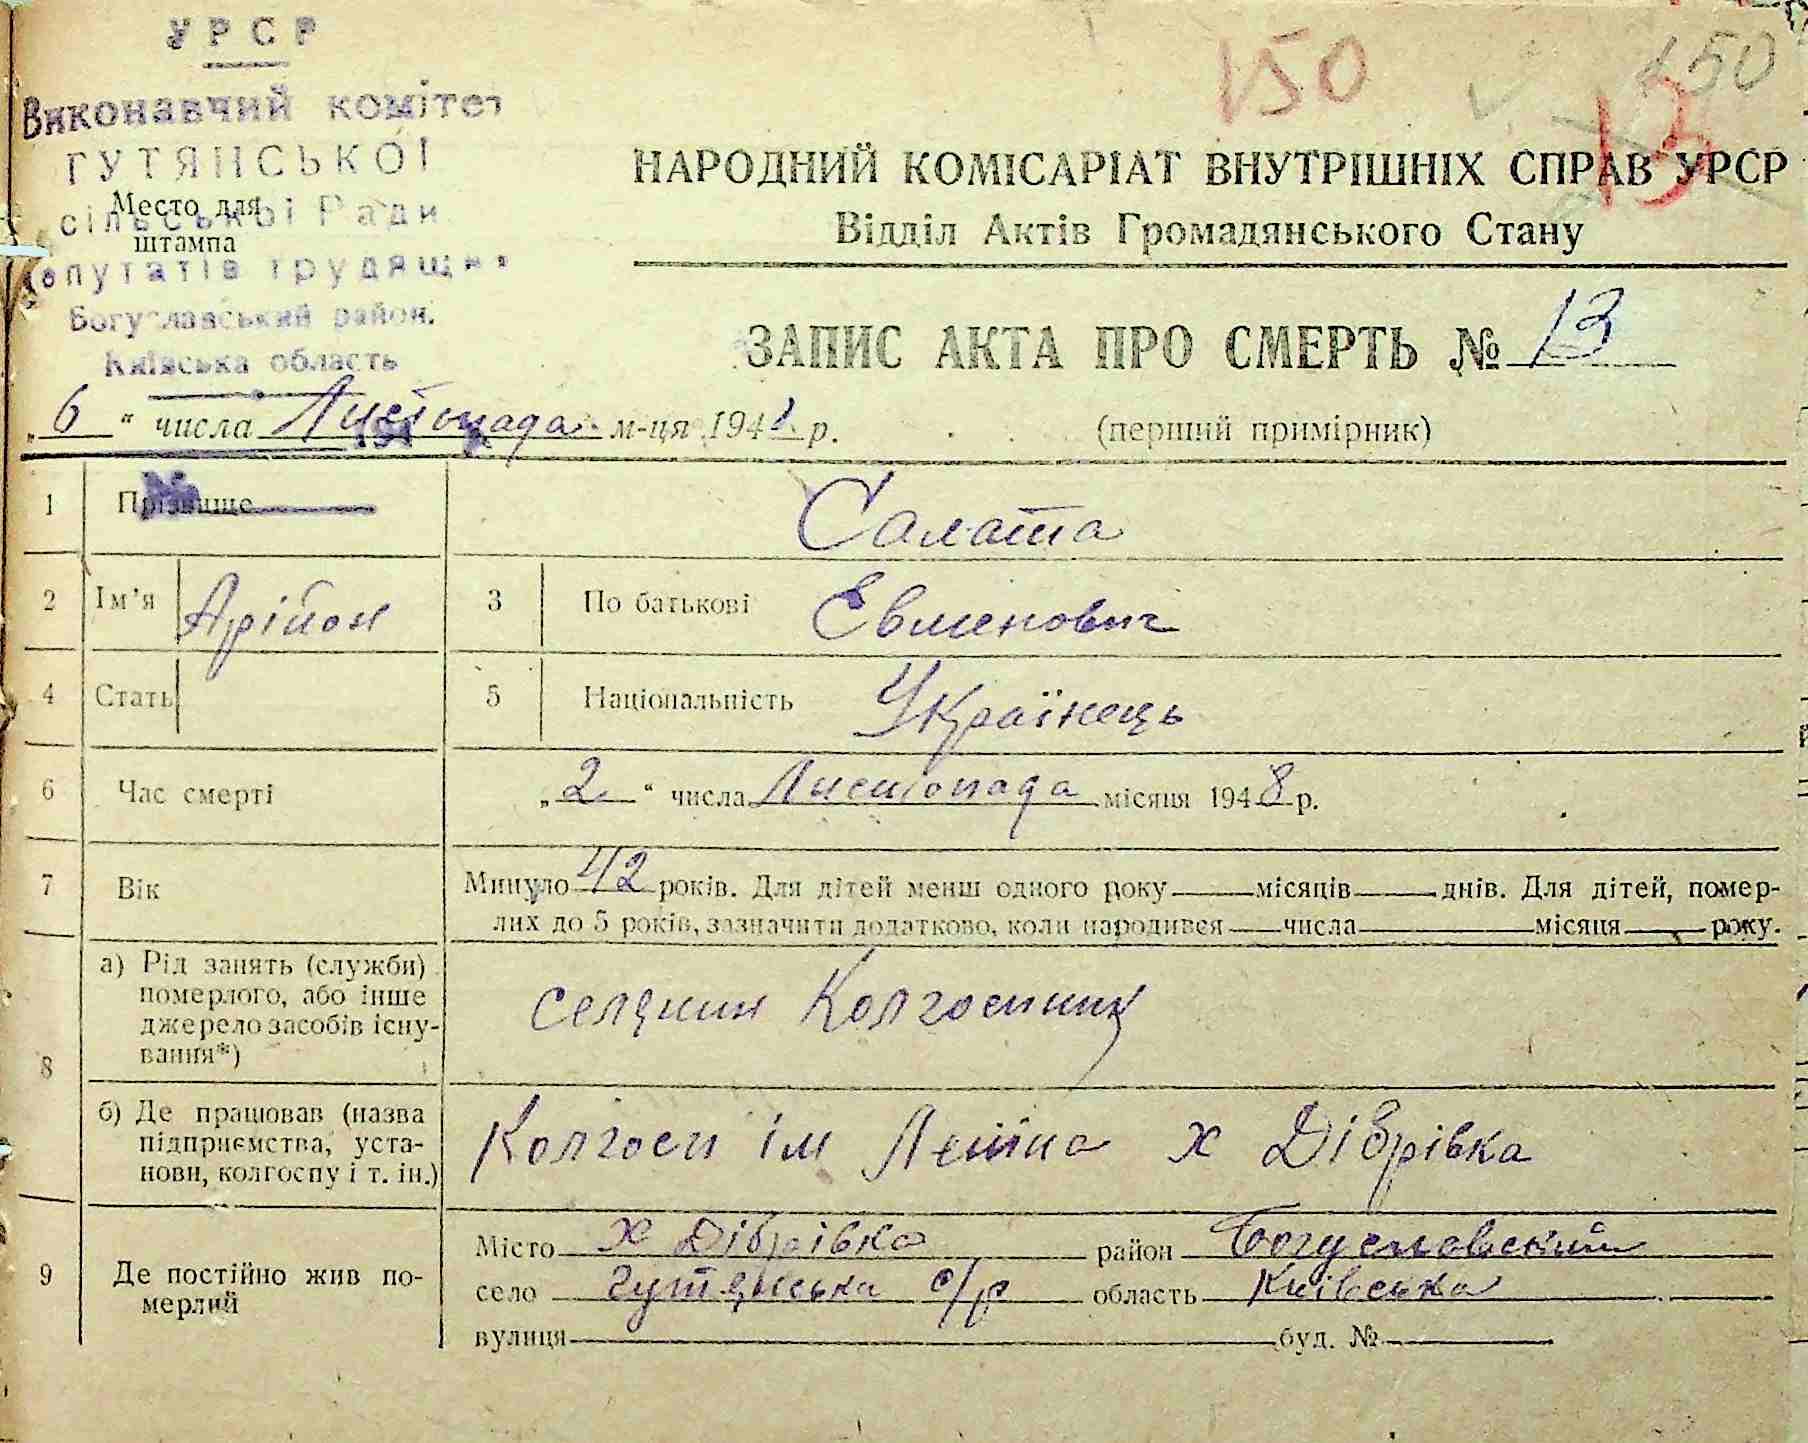 УРСР
Виконавчий комітет
ГУТЯНСЬКОЇ
сільської Ради
депутатів трудящих
Богуславський район.
Київська область
Место для
штампа
150
150
13
НАРОДНИЙ КОМІСАРІАТ ВНУТРІШНІХ СПРАВ УРСР
Відділ Актів Громадянського Стану
ЗАПИС АКТА ПРО СМЕРТЬ № 13
„6“ числа Листопада м-ця 194 р.
(перший примірник)
1 Прізвище Салата
2 Ім'я Арійон 3 По батькові Евменович
4 Стать 5 Національність Українець
6 Час смерті „2“ числа Листопада місяця 1948 р.
7 Вік Минуло 42 років. Для дітей менш одного року місяців днів. Для дітей, помер-
лих до 5 років, зазначити додатково, коли народився числа місяця року.
8 а) Рід занять (служби)
померлого, або інше
джерело засобів існу-
вання*)
селянин Колгоспник
б) Де працював (назва
підприємства, уста-
нови, колгоспу і т. ін.)
Колгосп ім Леніна х Дібрівка
9 Де постійно жив по-
мерлий
Місто х Дібрівка район Богуславский
село Гутянська с/р область Київська
вулиця буд. №